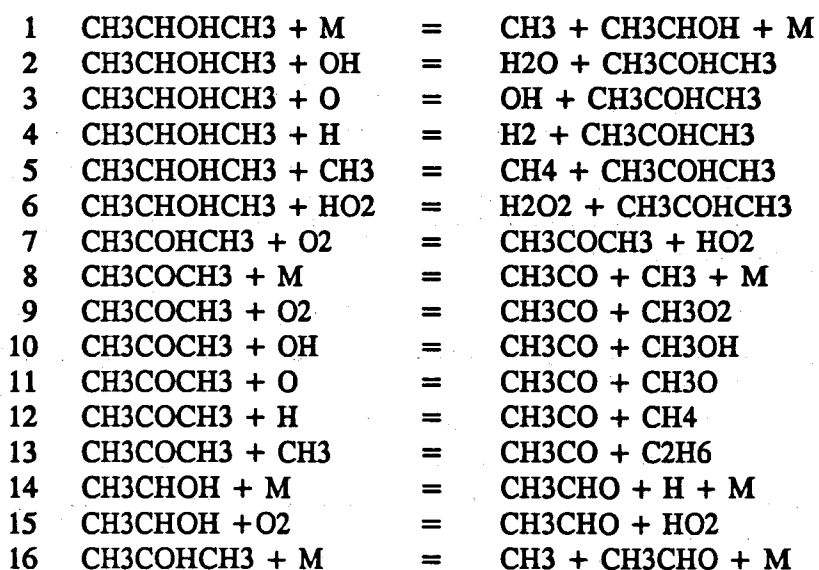 1 CH3CHOHCH3 + M = CH3 + CH3CHOH + M
2 CH3CHOHCH3 + OH = H2O + CH3COHCH3
3 CH3CHOHCH3 + O = OH + CH3COHCH3
4 CH3CHOHCH3 + H = H2 + CH3COHCH3
5 CH3CHOHCH3 + CH3 = CH4 + CH3COHCH3
6 CH3CHOHCH3 + HO2 = H2O2 + CH3COHCH3
7 CH3COHCH3 + O2 = CH3COCH3 + HO2
8 CH3COCH3 + M = CH3CO + CH3 + M
9 CH3COCH3 + O2 = CH3CO + CH3O2
10 CH3COCH3 + OH = CH3CO + CH3OH
11 CH3COCH3 + O = CH3CO + CH3O
12 CH3COCH3 + H = CH3CO + CH4
13 CH3COCH3 + CH3 = CH3CO + C2H6
14 CH3CHOH + M = CH3CHO + H + M
15 CH3CHOH +O2 = CH3CHO + HO2
16 CH3COHCH3 + M = CH3 + CH3CHO + M